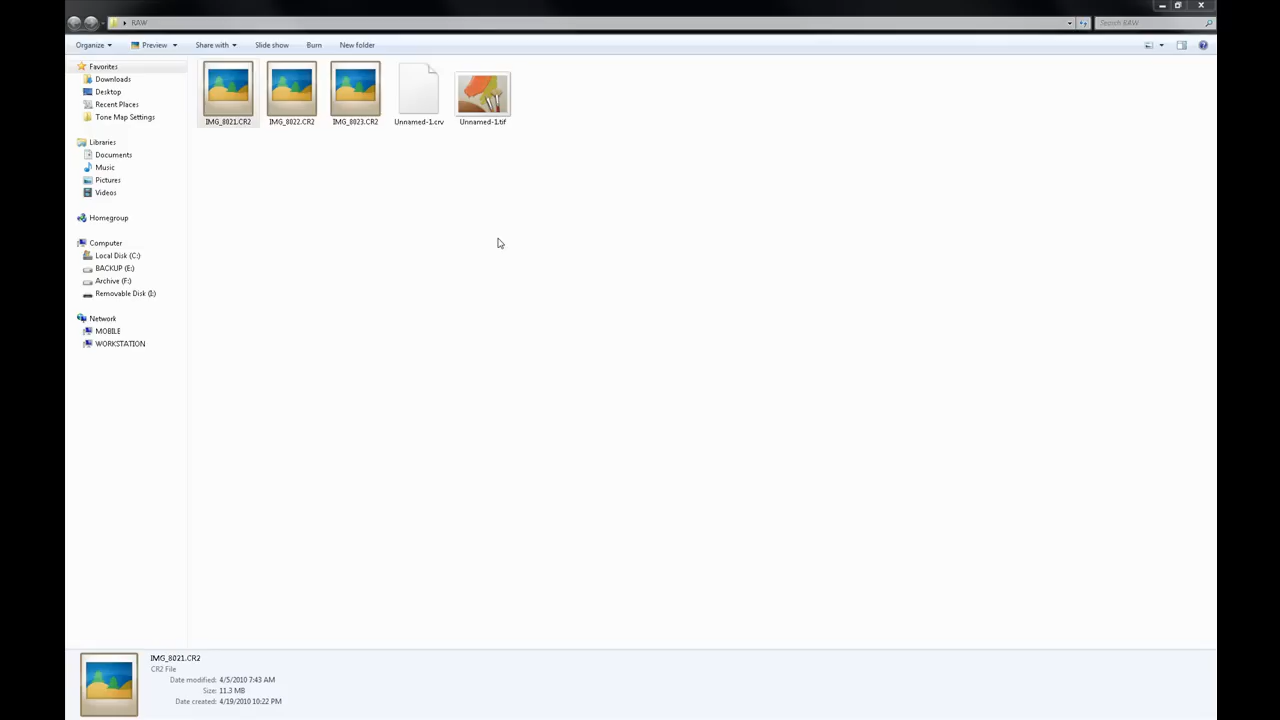 RAW
Search RAW
Organize
Preview
Share with
Slide show
Burn
New folder
Favorites
Downloads
Desktop
Recent Places
Tone Map Settings
Libraries
Documents
Music
Pictures
Videos
Homegroup
Computer
Local Disk (C:)
BACKUP (E:)
Archive (F:)
Removable Disk (I:)
Network
MOBILE
WORKSTATION
IMG_8021.CR2
IMG_8022.CR2
IMG_8023.CR2
Unnamed-1.crv
Unnamed-1.tif
IMG_8021.CR2
CR2 File
Date modified: 4/5/2010 7:43 AM
Size: 11.3 MB
Date created: 4/19/2010 10:22 PM